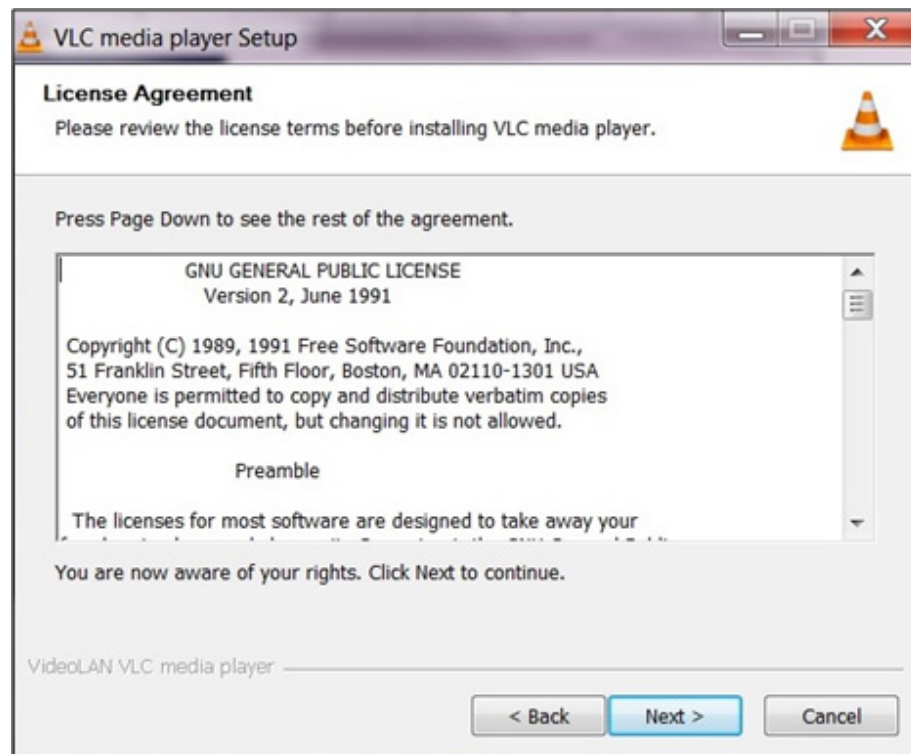 VLC media player Setup
License Agreement
Please review the license terms before installing VLC media player.
Press Page Down to see the rest of the agreement.
GNU GENERAL PUBLIC LICENSE
Version 2, June 1991
Copyright (C) 1989, 1991 Free Software Foundation, Inc.,
51 Franklin Street, Fifth Floor, Boston, MA 02110-1301 USA
Everyone is permitted to copy and distribute verbatim copies
of this license document, but changing it is not allowed.
Preamble
The licenses for most software are designed to take away your
You are now aware of your rights. Click Next to continue.
VideoLAN VLC media player
< Back Next > Cancel